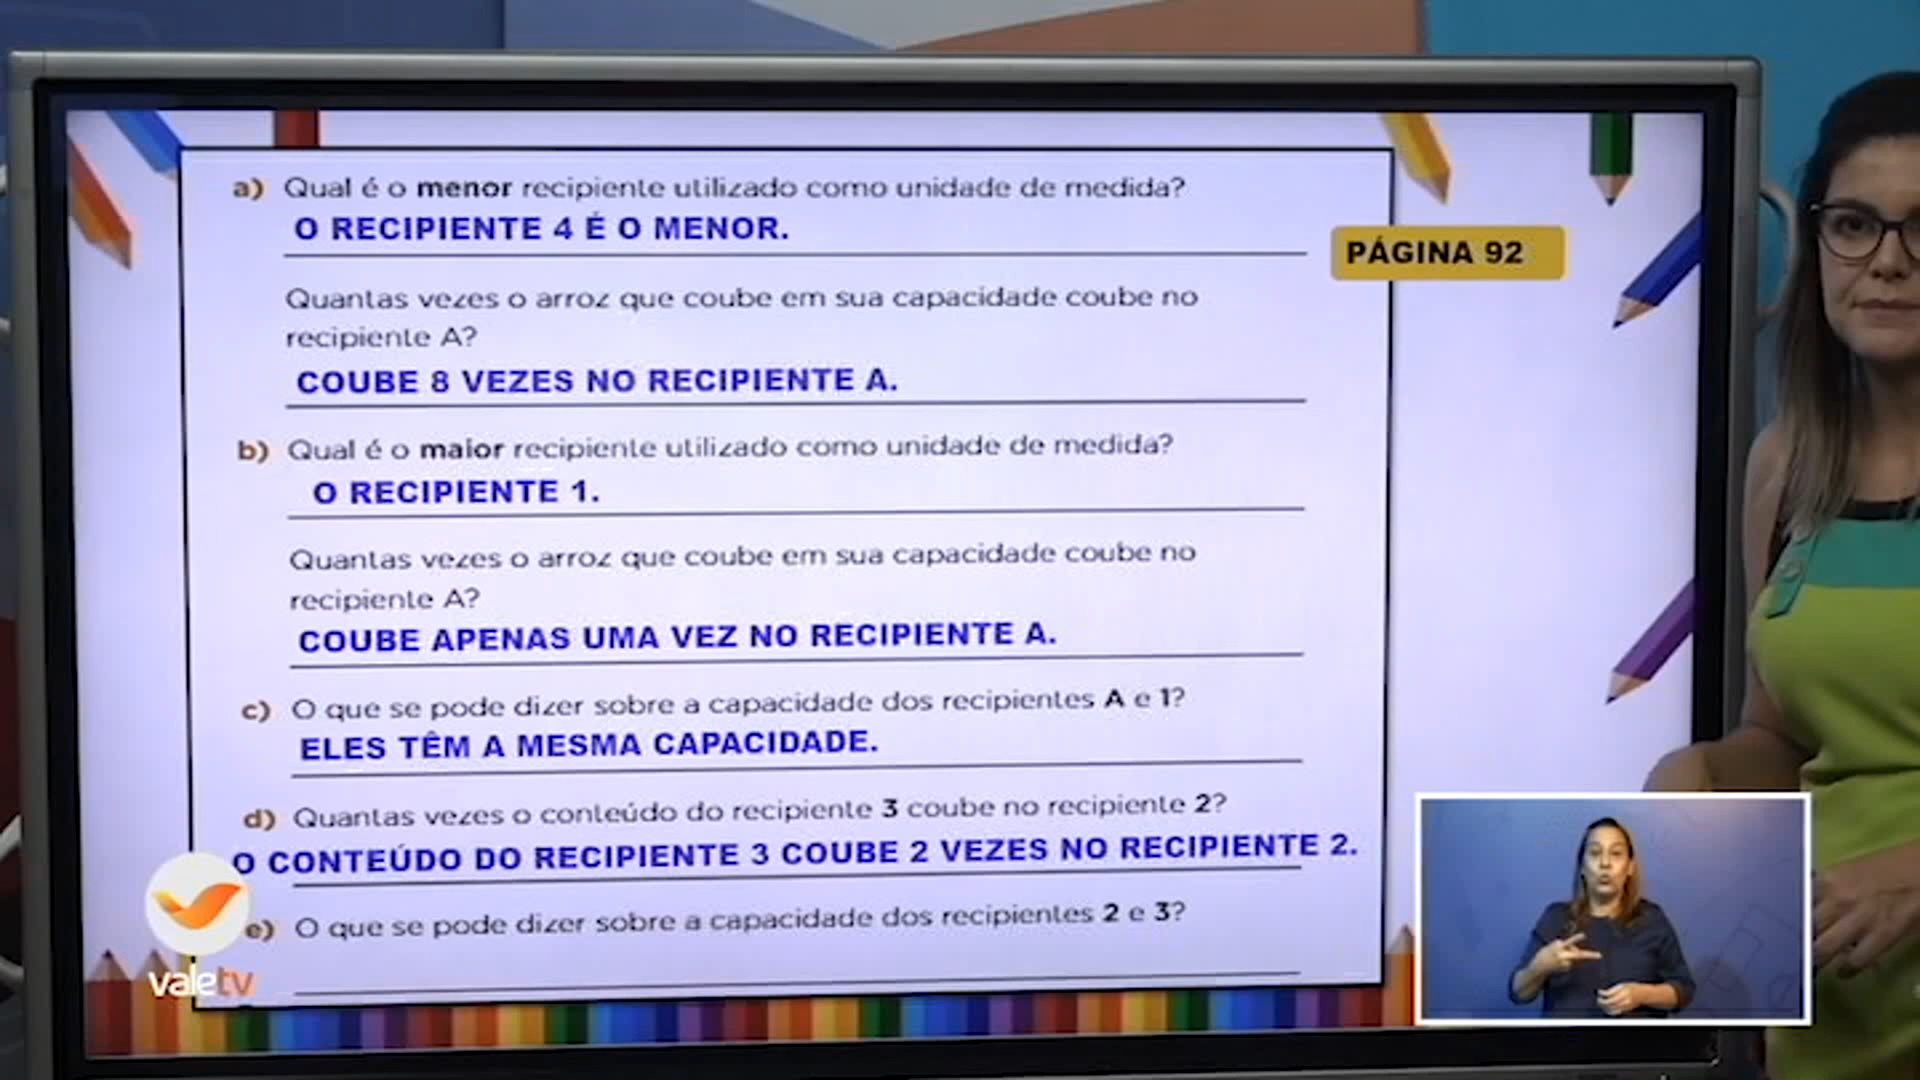 a) Qual é o menor recipiente utilizado como unidade de medida?
O RECIPIENTE 4 É O MENOR.
PÁGINA 92
Quantas vezes o arroz que coube em sua capacidade coube no
recipiente A?
COUBE 8 VEZES NO RECIPIENTE A.
b) Qual é o maior recipiente utilizado como unidade de medida?
O RECIPIENTE 1.
Quantas vezes o arroz que coube em sua capacidade coube no
recipiente A?
COUBE APENAS UMA VEZ NO RECIPIENTE A.
c) O que se pode dizer sobre a capacidade dos recipientes A e 1?
ELES TÊM A MESMA CAPACIDADE.
d) Quantas vezes o conteúdo do recipiente 3 coube no recipiente 2?
O CONTEÚDO DO RECIPIENTE 3 COUBE 2 VEZES NO RECIPIENTE 2.
e) O que se pode dizer sobre a capacidade dos recipientes 2 e 3?
valetv